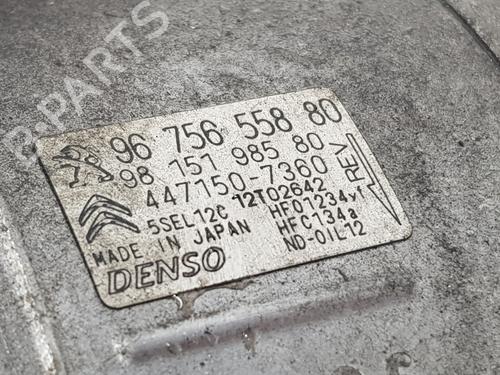 B-PARTS
96 756 558 80
98 151 985 80
447150-7360
5SEL12C 12T02642
MADE IN JAPAN
HFO1234yf
HFC134a
ND-OIL12
DENSO
REV